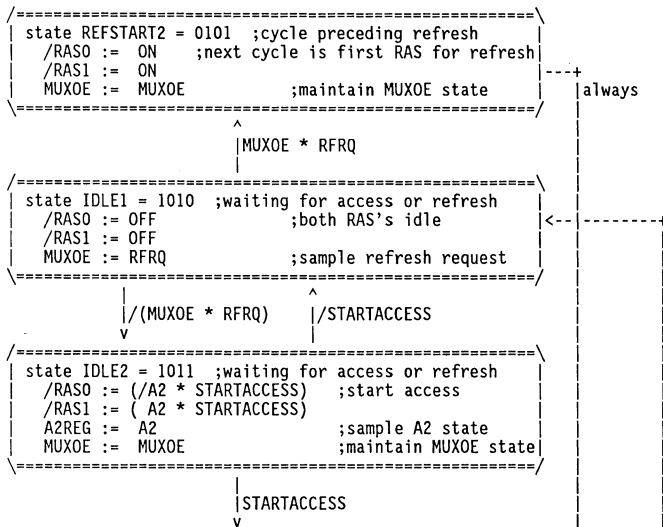 /=====================================================\
| state REFSTART2 = 0101 ;cycle preceding refresh |
| /RAS0 := ON ;next cycle is first RAS for refresh|
| /RAS1 := ON |---+
| MUXOE := MUXOE ;maintain MUXOE state | |always
\=====================================================/
^
|MUXOE * RFRQ
|
/=====================================================\
| state IDLE1 = 1010 ;waiting for access or refresh |
| /RAS0 := OFF ;both RAS's idle |<-- - - - - - - - -+
| /RAS1 := OFF |
| MUXOE := RFRQ ;sample refresh request |
\=====================================================/
| ^
|/(MUXOE * RFRQ) |/STARTACCESS
v |
/=====================================================\
| state IDLE2 = 1011 ;waiting for access or refresh |
| /RAS0 := (/A2 * STARTACCESS) ;start access |
| /RAS1 := ( A2 * STARTACCESS) |
| A2REG := A2 ;sample A2 state |
| MUXOE := MUXOE ;maintain MUXOE state|
\=====================================================/
|
|STARTACCESS
v